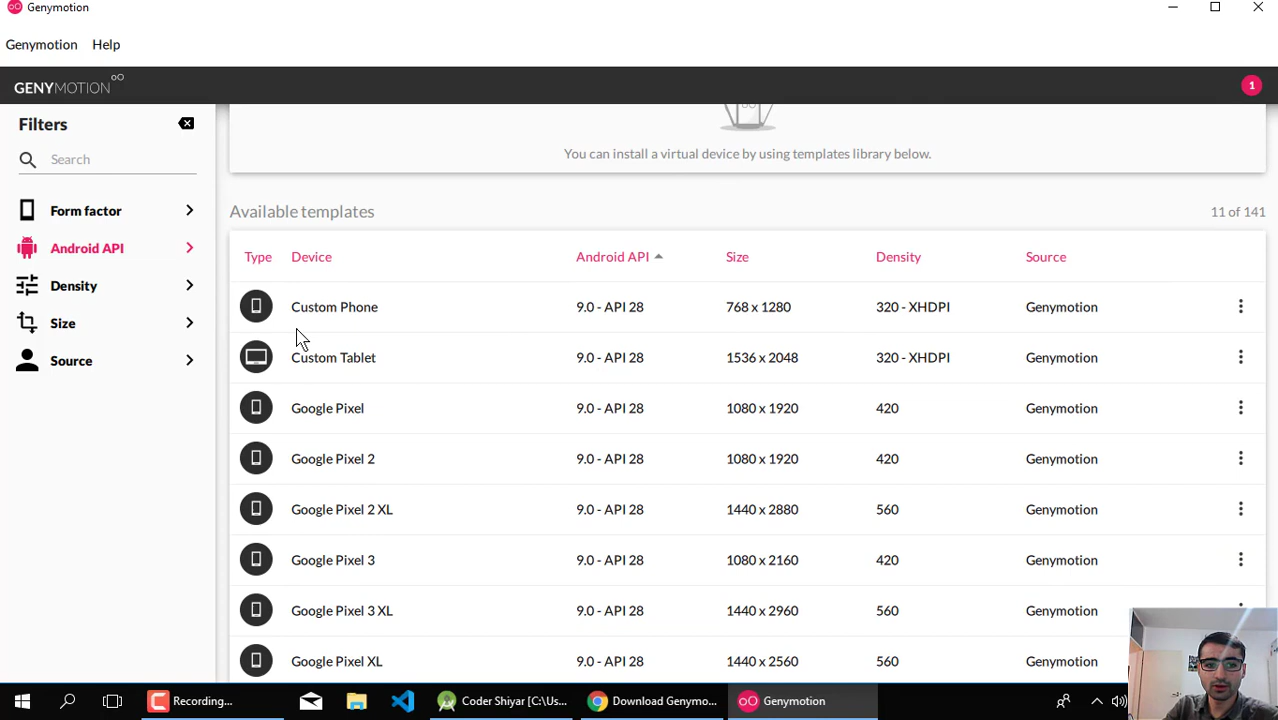 Genymotion
Genymotion Help
GENYMOTION
1
Filters
Search
Form factor
Android API
Density
Size
Source
You can install a virtual device by using templates library below.
Available templates 11 of 141
Type Device Android API Size Density Source
Custom Phone 9.0 - API 28 768 x 1280 320 - XHDPI Genymotion
Custom Tablet 9.0 - API 28 1536 x 2048 320 - XHDPI Genymotion
Google Pixel 9.0 - API 28 1080 x 1920 420 Genymotion
Google Pixel 2 9.0 - API 28 1080 x 1920 420 Genymotion
Google Pixel 2 XL 9.0 - API 28 1440 x 2880 560 Genymotion
Google Pixel 3 9.0 - API 28 1080 x 2160 420 Genymotion
Google Pixel 3 XL 9.0 - API 28 1440 x 2960 560 Genymotion
Google Pixel XL 9.0 - API 28 1440 x 2560 560 Genymotion
Recording... Coder Shiyar [C:\Us... Download Genymo... Genymotion